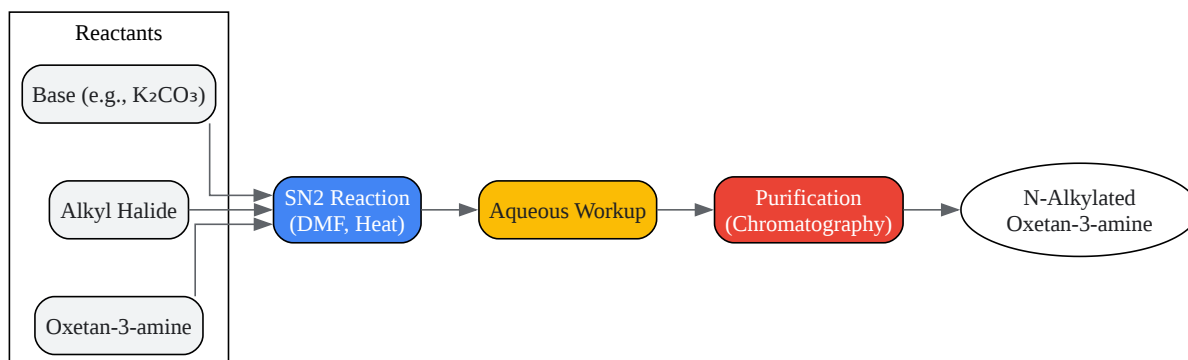 Reactants
Base (e.g., K₂CO₃)
Alkyl Halide
Oxetan-3-amine
SN2 Reaction
(DMF, Heat)
Aqueous Workup
Purification
(Chromatography)
N-Alkylated
Oxetan-3-amine